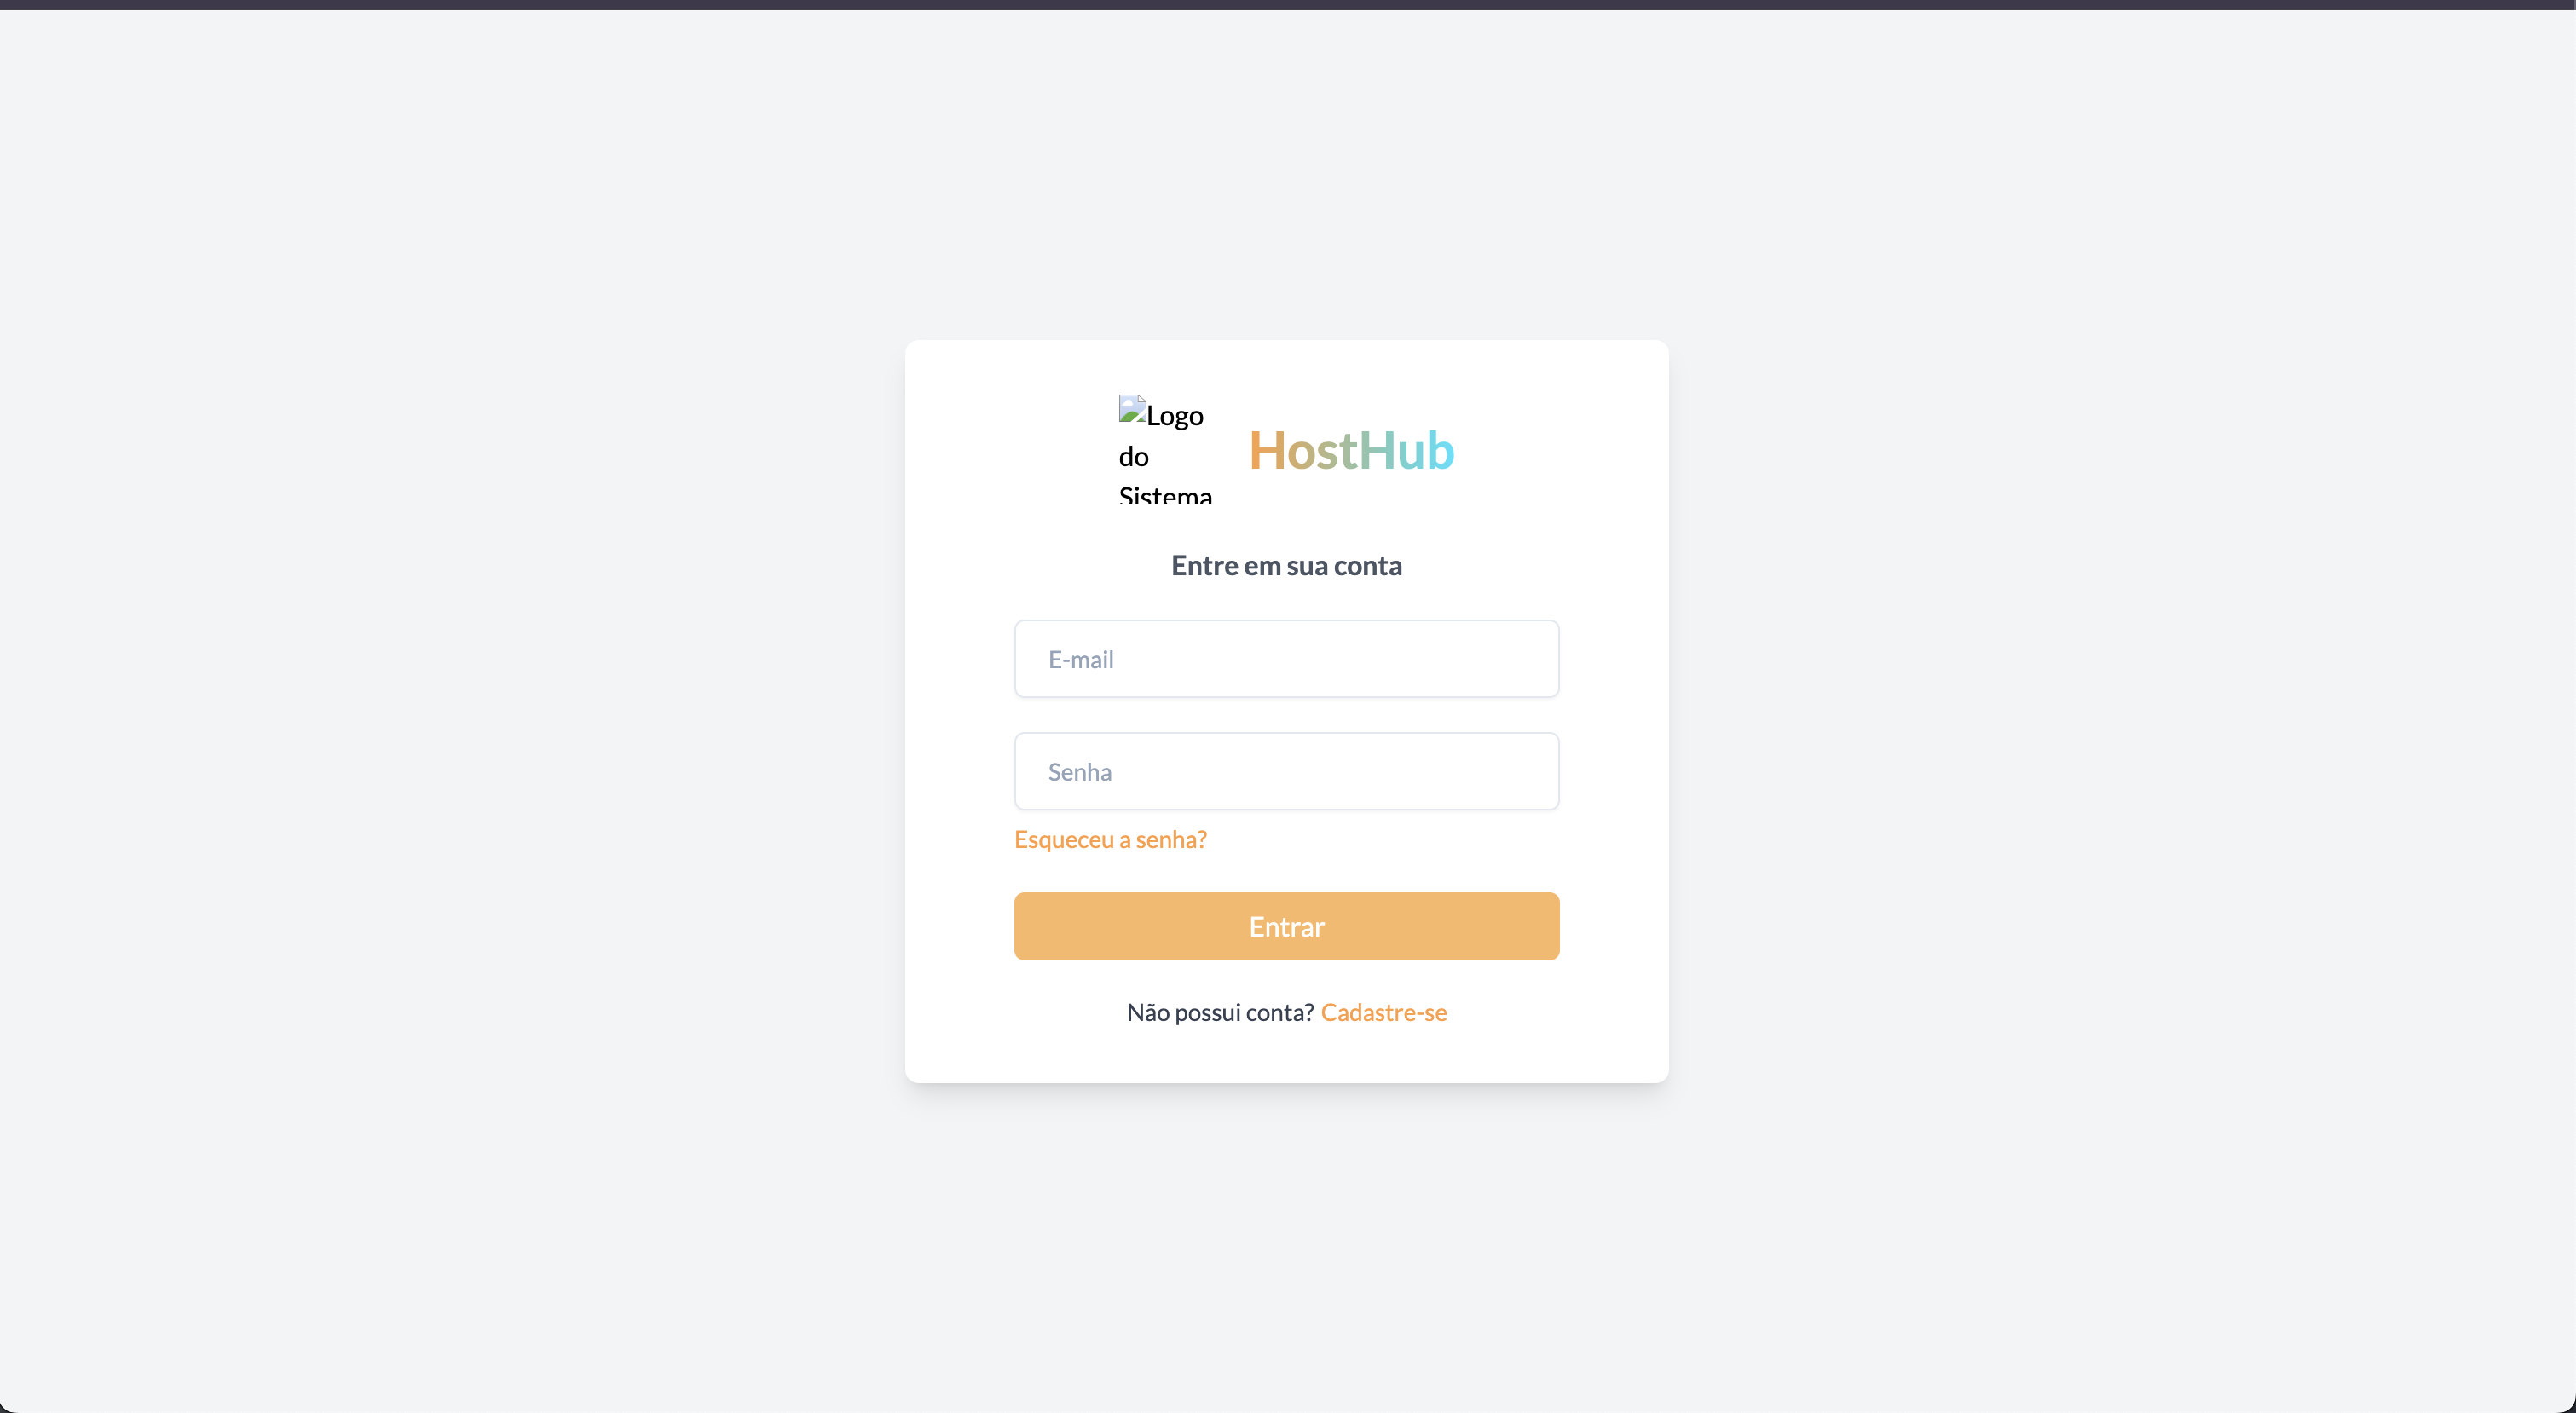 Logo
do
Sistema
HostHub
Entre em sua conta
E-mail
Senha
Esqueceu a senha?
Entrar
Não possui conta? Cadastre-se